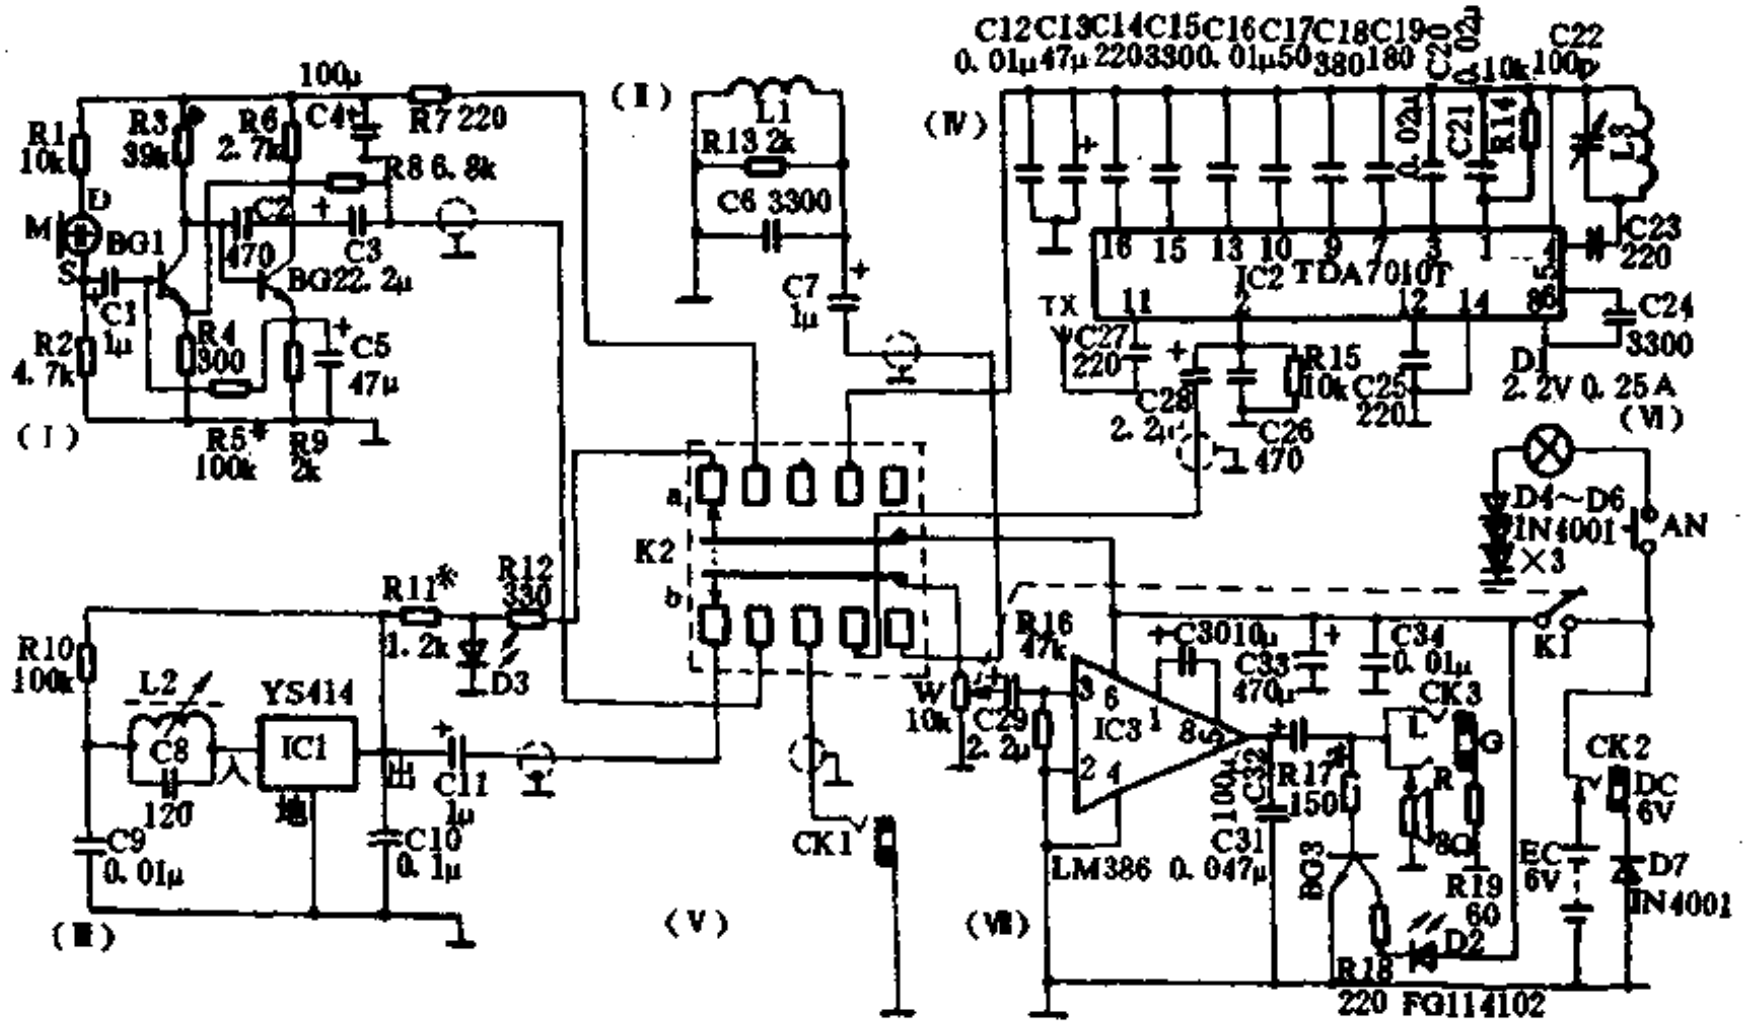 C12 C13 C14 C15 C16 C17 C18 C19 C20 0.02μ C22
0.01μ 47μ 220 3300 0.01μ 50 380 180 10k 100p
100μ
C4 R7 220
R1 10k
R3 39k
R6 2.7k
R8 6.8k
D
M
S
BG1
C2 470
C3 2.2μ
BG2
C1 1μ
R2 4.7k
R4 300
C5 47μ
R5* 100k
R9 2k
(Ⅰ)
(Ⅱ)
L1
R13 2k
C6 3300
C7 1μ
(Ⅳ)
0.02μ
C21
R14
L3
C23 220
16 15 13 10 9 7 3 1 4
IC2 TDA7010T
5
11 2 12 14 8 6
C24 3300
TX
C27 220
C28 2.2μ
R15 10k
C26 470
C25 220
D1
2.2V 0.25A
(Ⅵ)
D4~D6
1N4001
×3
AN
a
K2
b
R11*
1.2k
R12 330
D3
R10 100k
L2
C8 120
YS414
IC1
入
出
地
C11 1μ
C9 0.01μ
C10 0.1μ
(Ⅲ)
CK1
(Ⅴ)
R16 47k
W 10k
C29 2.2μ
C30 10μ
C33 470μ
C34 0.01μ
K1
3 6 1 8 5 2 4
IC3
LM386
C32 100μ
C31 0.047μ
R17* 150
CK3
L
G
R
8Ω
BG3
R19 60
R18 220
D2
FG114102
CK2
DC 6V
EC 6V
D7
1N4001
(Ⅶ)